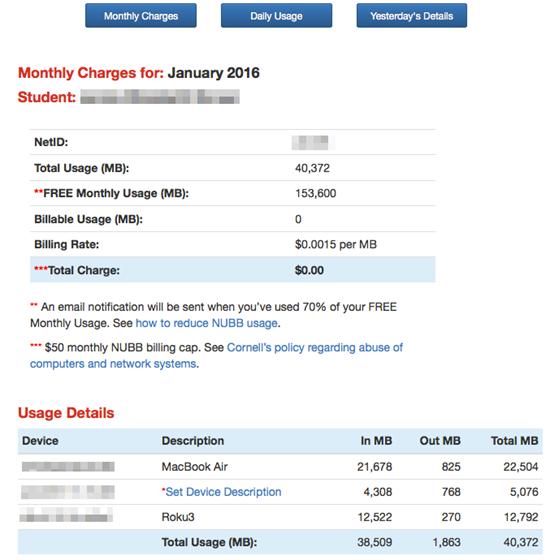 Monthly Charges Daily Usage Yesterday's Details
Monthly Charges for: January 2016
Student:
NetID:
Total Usage (MB): 40,372
**FREE Monthly Usage (MB): 153,600
Billable Usage (MB): 0
Billing Rate: $0.0015 per MB
***Total Charge: $0.00
** An email notification will be sent when you've used 70% of your FREE
Monthly Usage. See how to reduce NUBB usage.
*** $50 monthly NUBB billing cap. See Cornell's policy regarding abuse of
computers and network systems.
Usage Details
Device Description In MB Out MB Total MB
MacBook Air 21,678 825 22,504
*Set Device Description 4,308 768 5,076
Roku3 12,522 270 12,792
Total Usage (MB): 38,509 1,863 40,372